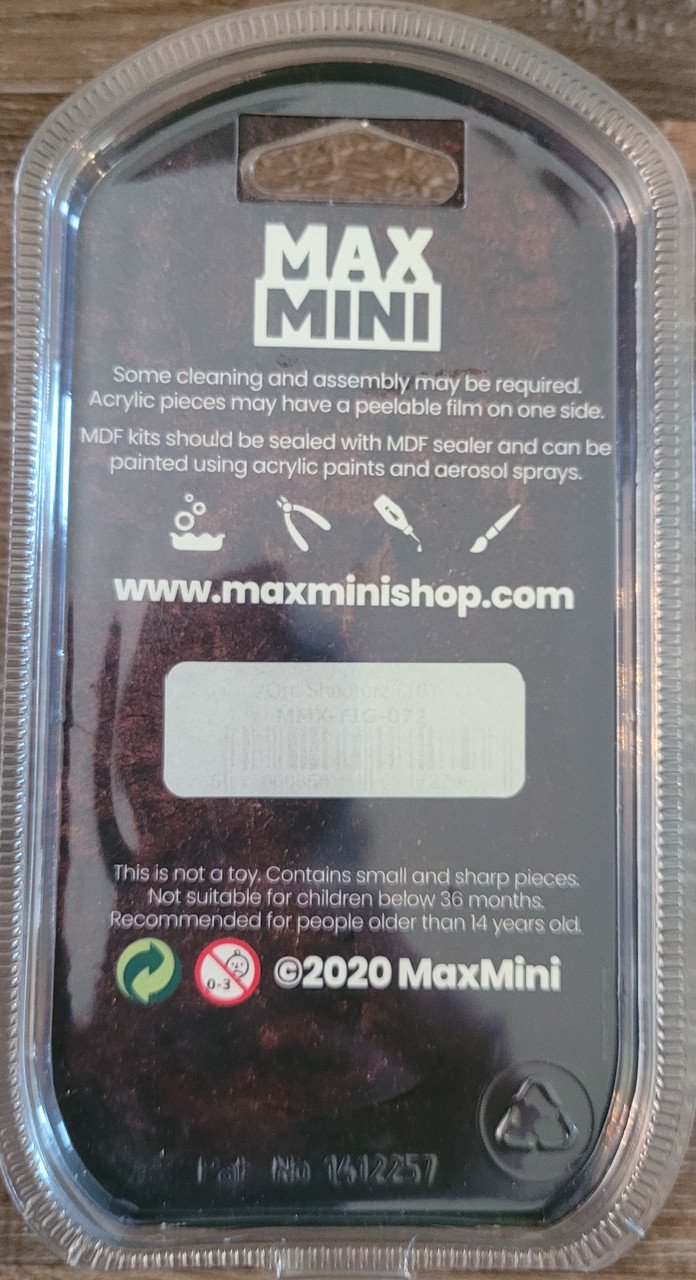 MAX
MINI
Some cleaning and assembly may be required.
Acrylic pieces may have a peelable film on one side.
MDF kits should be sealed with MDF sealer and can be
painted using acrylic paints and aerosol sprays.
www.maxminishop.com
MMX-FIG-072
This is not a toy. Contains small and sharp pieces.
Not suitable for children below 36 months.
Recommended for people older than 14 years old.
0-3
©2020 MaxMini
Pat No 1412257